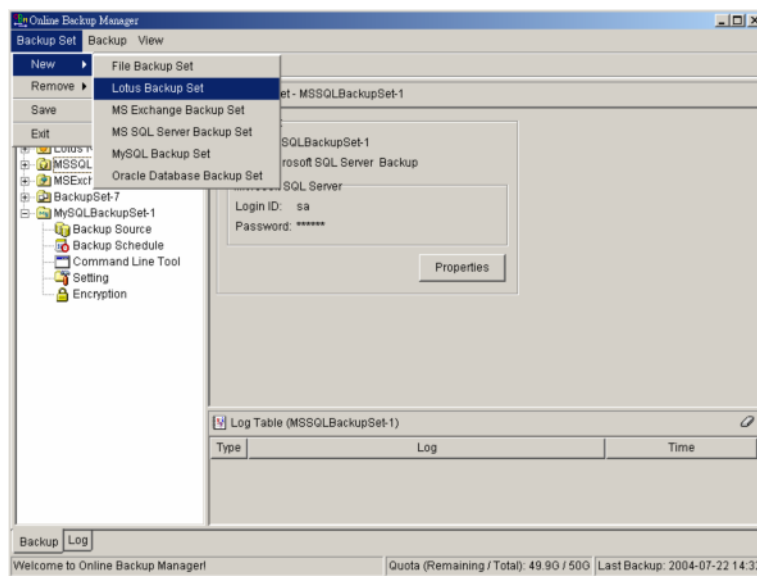 Online Backup Manager
Backup Set Backup View
New
File Backup Set
Remove
Lotus Backup Set
et - MSSQLBackupSet-1
Save
MS Exchange Backup Set
Exit
MS SQL Server Backup Set
SQLBackupSet-1
MySQL Backup Set
rosoft SQL Server Backup
Oracle Database Backup Set
Lotus
MSSQL
MSExch
BackupSet-7
MySQLBackupSet-1
Backup Source
Backup Schedule
Command Line Tool
Setting
Encryption
SQL Server
Login ID: sa
Password: ******
Properties
Log Table (MSSQLBackupSet-1)
Type Log Time
Backup Log
Welcome to Online Backup Manager!
Quota (Remaining / Total): 49.9G / 50G
Last Backup: 2004-07-22 14:3